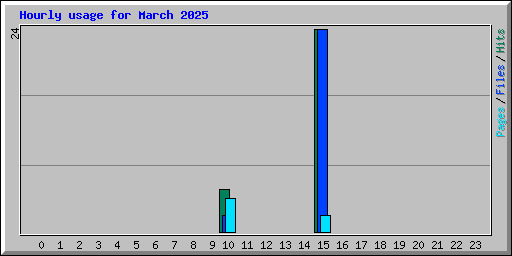 Hourly usage for March 2025
24
Pages/Files/Hits
0 1 2 3 4 5 6 7 8 9 10 11 12 13 14 15 16 17 18 19 20 21 22 23